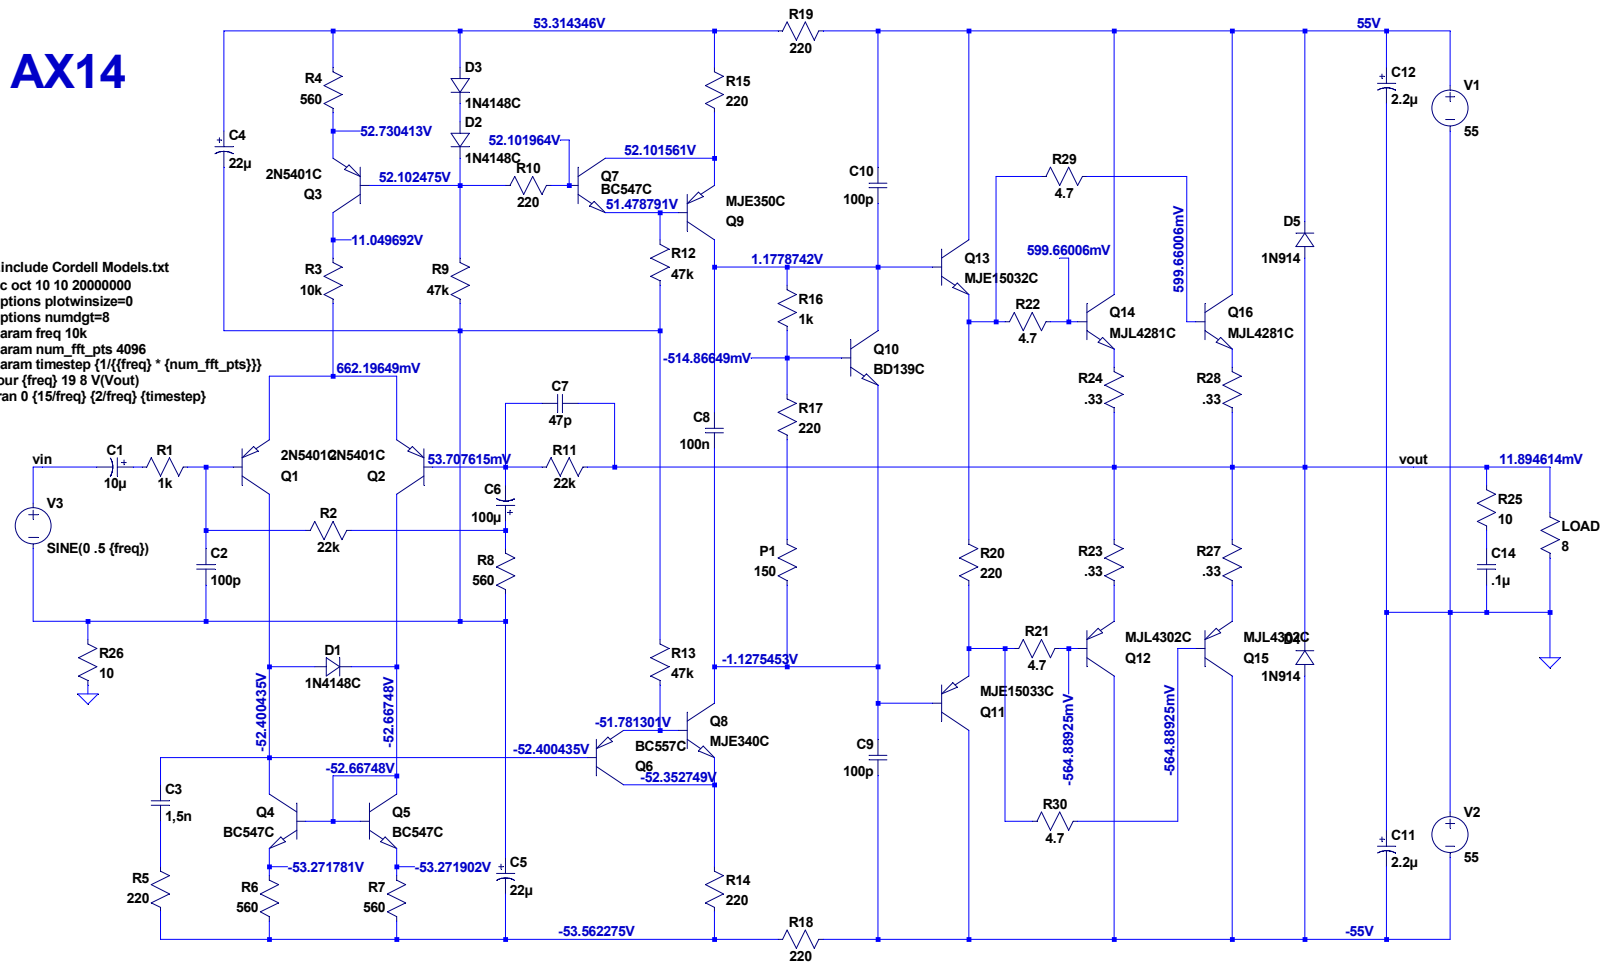 AX14
53.314346V
R19
220
55V
R4
560
D3
1N4148C
R15
220
C12
2.2µ
V1
55
C4
22µ
52.730413V
D2
1N4148C
52.101964V
52.101561V
R29
4.7
2N5401C
Q3
52.102475V
R10
220
Q7
BC547C
51.478791V
MJE350C
Q9
C10
100p
11.049692V
R12
47k
1.1778742V
Q13
MJE15032C
599.66006mV
599.66006mV
D5
1N914
.include Cordell Models.txt
c oct 10 10 20000000
ptions plotwinsize=0
ptions numdgt=8
aram freq 10k
aram num_fft_pts 4096
aram timestep {1/{{freq} * {num_fft_pts}}}
our {freq} 19 8 V(Vout)
ran 0 {15/freq} {2/freq} {timestep}
R3
10k
R9
47k
R16
1k
R22
4.7
Q14
MJL4281C
Q16
MJL4281C
662.19649mV
-514.86649mV
Q10
BD139C
C7
47p
C8
100n
R17
220
R24
.33
R28
.33
vin
C1
10µ
R1
1k
2N5401C
Q1
2N5401C
Q2
53.707615mV
R11
22k
vout
11.894614mV
V3
SINE(0 .5 {freq})
R2
22k
C6
100µ
R25
10
LOAD
8
C2
100p
R8
560
P1
150
R20
220
R23
.33
R27
.33
C14
.1µ
R26
10
D1
1N4148C
R13
47k
-1.1275453V
R21
4.7
MJL4302C
Q12
MJL4302C
Q15
D4
1N914
-52.400435V
-52.66748V
MJE15033C
Q11
-564.88925mV
-564.88925mV
-51.781301V
Q8
MJE340C
-52.400435V
BC557C
Q6
-52.352749V
C9
100p
-52.66748V
C3
1,5n
Q4
BC547C
Q5
BC547C
R30
4.7
C11
2.2µ
V2
55
-53.271781V
-53.271902V
C5
22µ
R5
220
R6
560
R7
560
R14
220
-53.562275V
R18
220
-55V